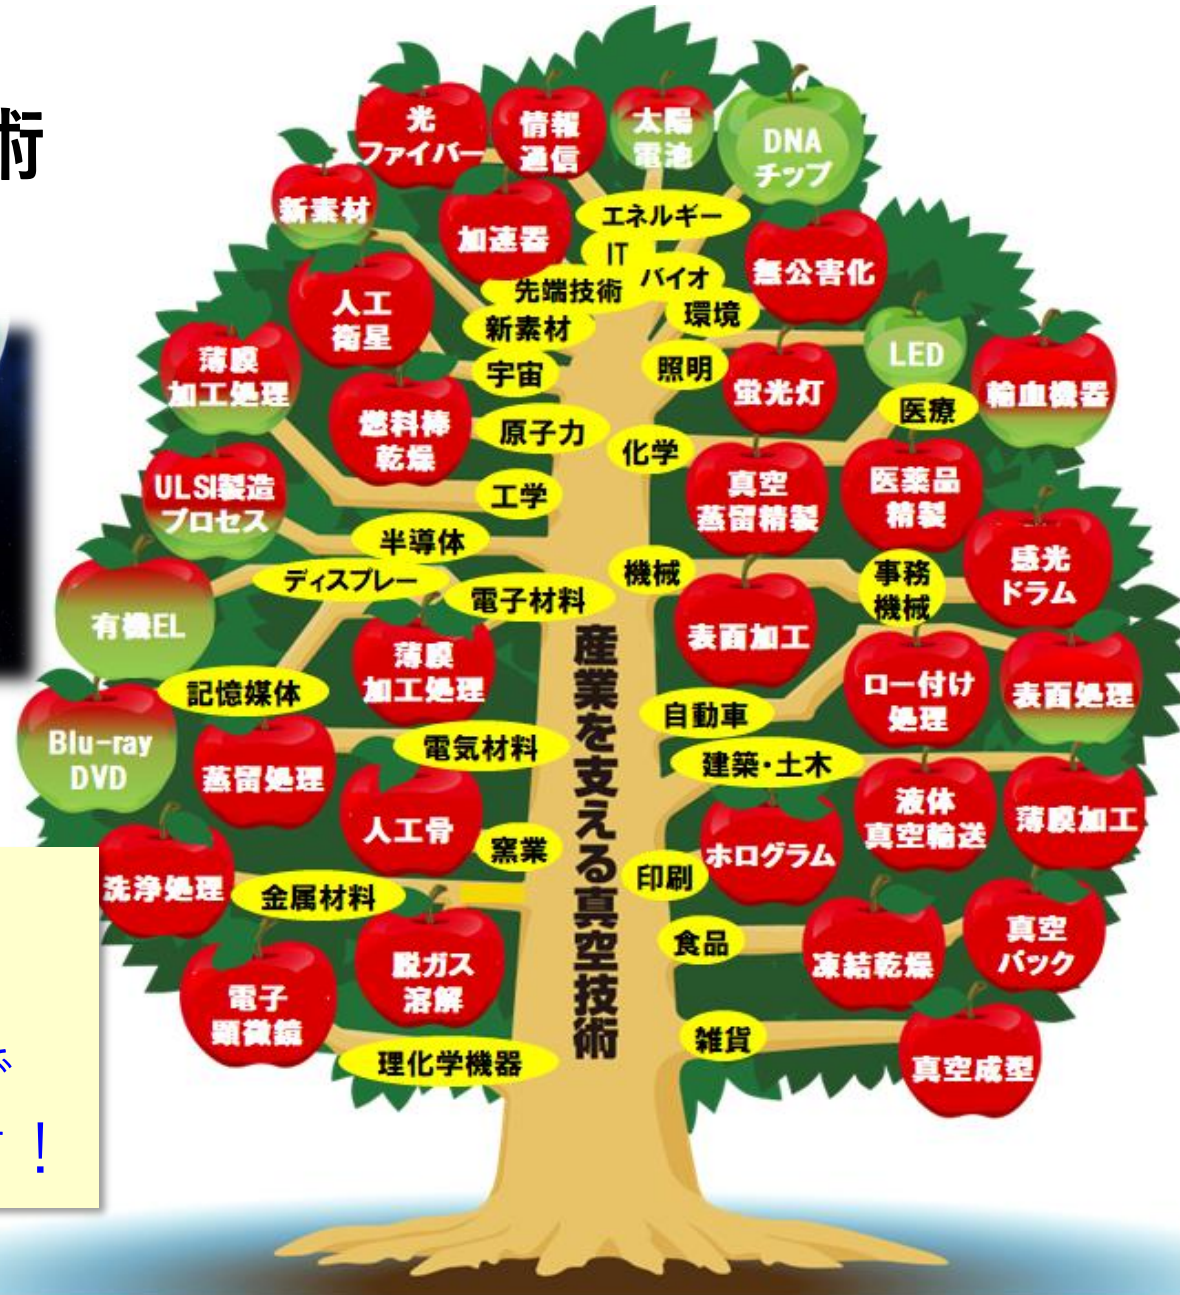 術
光
ファイバー
情報
通信
太陽
電池
DNA
チップ
新素材
加速器
エネルギー
IT
バイオ
先端技術
無公害化
人工
衛星
新素材
環境
薄膜
加工処理
宇宙
照明
蛍光灯
LED
輸血機器
医療
燃料棒
乾燥
原子力
化学
ULSI製造
プロセス
工学
真空
蒸留精製
医薬品
精製
半導体
ディスプレー
電子材料
機械
事務
機械
感光
ドラム
有機EL
薄膜
加工処理
表面加工
ロー付け
処理
表面処理
記憶媒体
自動車
Blu-ray
DVD
蒸留処理
電気材料
建築・土木
人工骨
窯業
液体
真空輸送
薄膜加工
ホログラム
印刷
洗浄処理
金属材料
脱ガス
溶解
食品
凍結乾燥
真空
パック
電子
顕微鏡
理化学機器
雑貨
真空成型
産業を支える真空技術
で
！